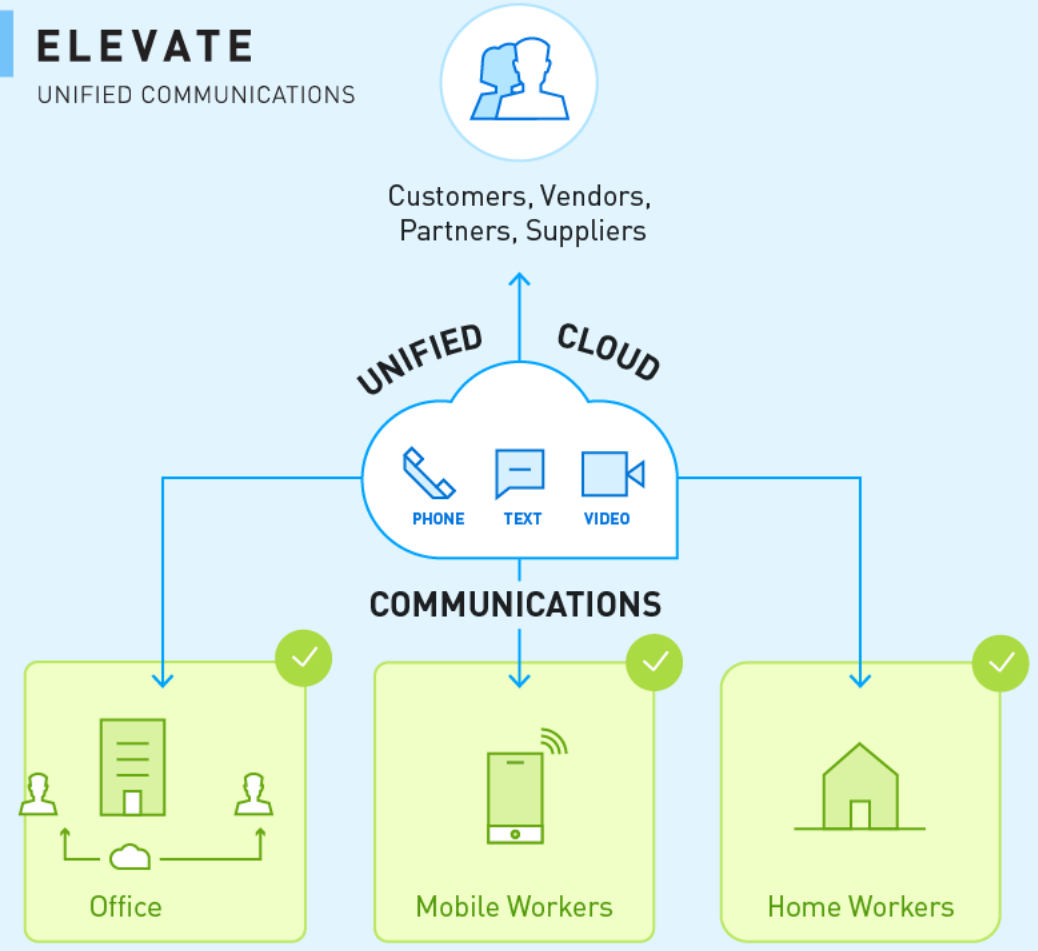 ELEVATE
UNIFIED COMMUNICATIONS
Customers, Vendors,
Partners, Suppliers
UNIFIED CLOUD
PHONE TEXT VIDEO
COMMUNICATIONS
Office
Mobile Workers
Home Workers